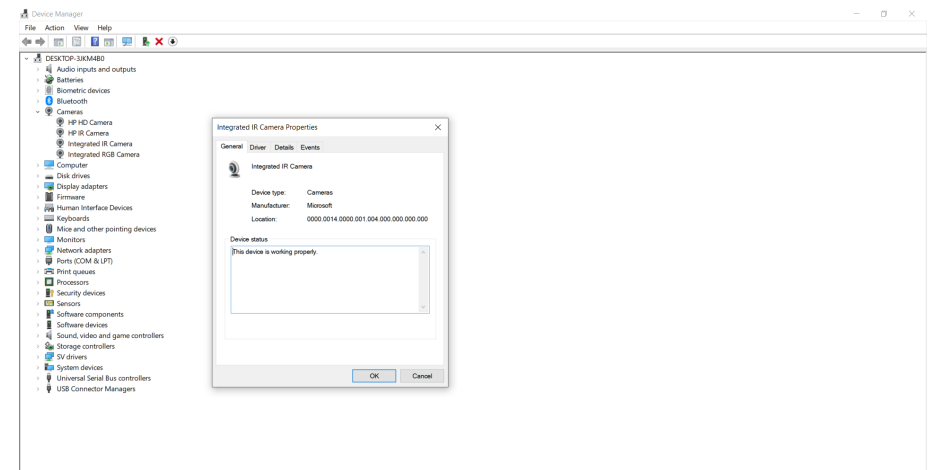 Device Manager
File Action View Help
DESKTOP-3JKM4B0
Audio inputs and outputs
Batteries
Biometric devices
Bluetooth
Cameras
HP HD Camera
HP IR Camera
Integrated IR Camera
Integrated RGB Camera
Computer
Disk drives
Display adapters
Firmware
Human Interface Devices
Keyboards
Mice and other pointing devices
Monitors
Network adapters
Ports (COM & LPT)
Print queues
Processors
Security devices
Sensors
Software components
Software devices
Sound, video and game controllers
Storage controllers
SV drivers
System devices
Universal Serial Bus controllers
USB Connector Managers
Integrated IR Camera Properties
General Driver Details Events
Integrated IR Camera
Device type: Cameras
Manufacturer: Microsoft
Location: 0000.0014.0000.001.004.000.000.000.000
Device status
This device is working properly.
OK Cancel